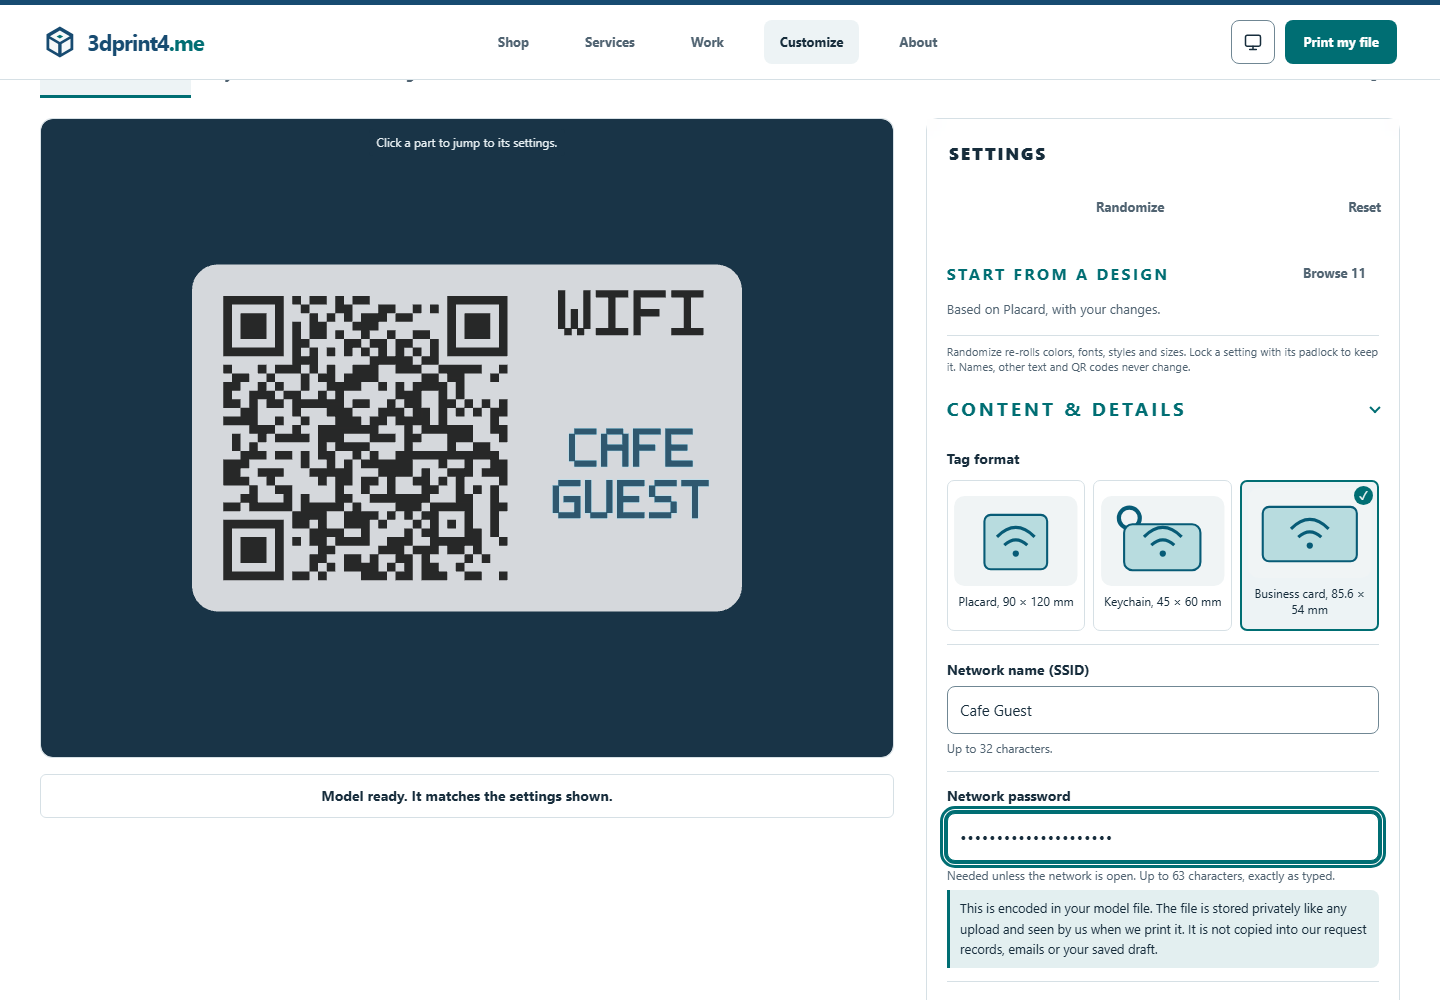 3dprint4.me
Shop
Services
Work
Customize
About
Print my file
Click a part to jump to its settings.
WIFI
CAFE
GUEST
Model ready. It matches the settings shown.
SETTINGS
Randomize
Reset
START FROM A DESIGN
Browse 11
Based on Placard, with your changes.
Randomize re-rolls colors, fonts, styles and sizes. Lock a setting with its padlock to keep
it. Names, other text and QR codes never change.
CONTENT & DETAILS
Tag format
Placard, 90 × 120 mm
Keychain, 45 × 60 mm
Business card, 85.6 ×
54 mm
Network name (SSID)
Cafe Guest
Up to 32 characters.
Network password
•••••••••••••••••••••
Needed unless the network is open. Up to 63 characters, exactly as typed.
This is encoded in your model file. The file is stored privately like any
upload and seen by us when we print it. It is not copied into our request
records, emails or your saved draft.